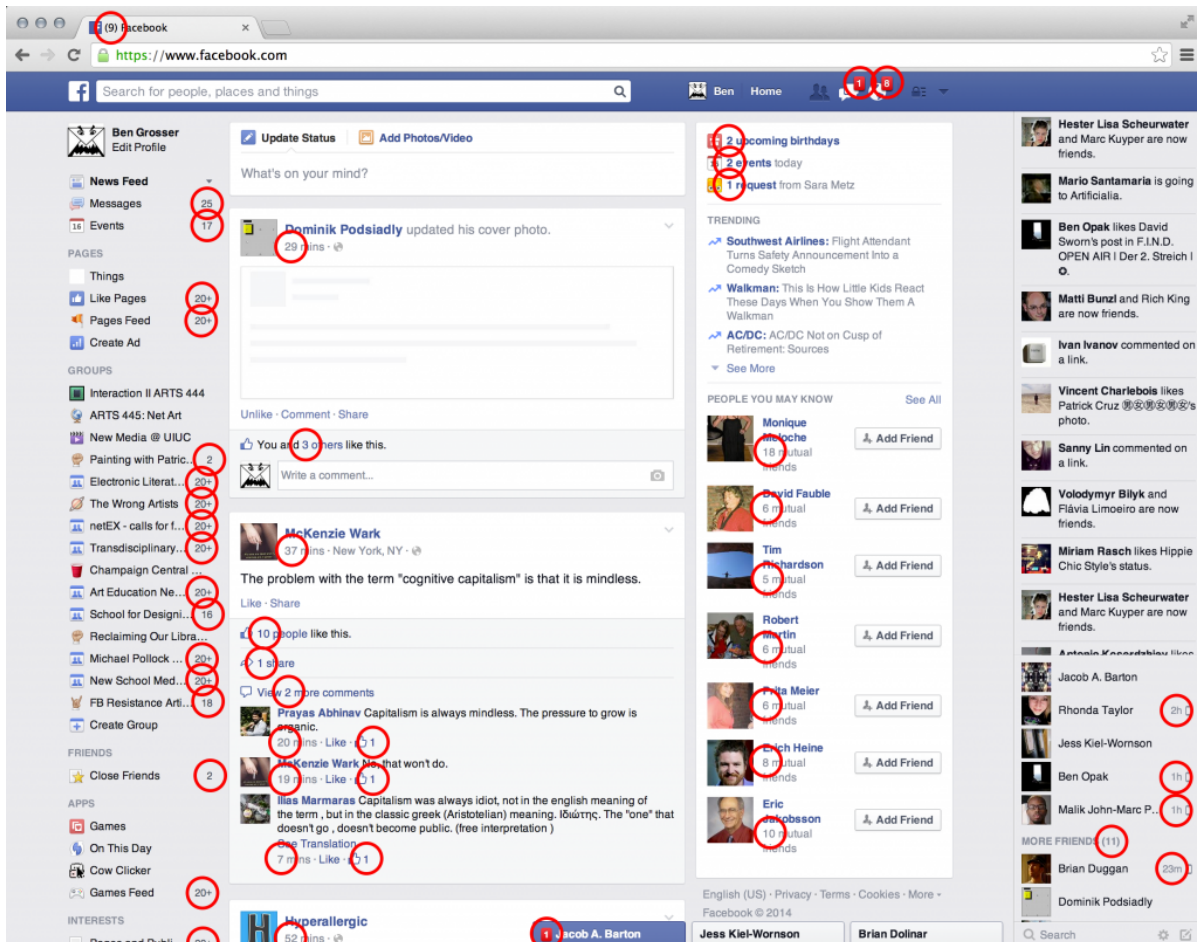 (9) Facebook
https://www.facebook.com
Search for people, places and things
Ben Home 1 6
Ben Grosser
Edit Profile
News Feed
Messages 25
Events 17
PAGES
Things
Like Pages 20+
Pages Feed 20+
Create Ad
GROUPS
Interaction II ARTS 444
ARTS 445: Net Art
New Media @ UIUC
Painting with Patric... 2
Electronic Literat... 20+
The Wrong Artists 20+
netEX - calls for f... 20+
Transdisciplinary... 20+
Champaign Central ...
Art Education Ne... 20+
School for Designi... 16
Reclaiming Our Libra...
Michael Pollock ... 20+
New School Med... 20+
FB Resistance Arti... 18
Create Group
FRIENDS
Close Friends 2
APPS
Games
On This Day
Cow Clicker
Games Feed 20+
INTERESTS
Update Status Add Photos/Video
What's on your mind?
Dominik Podsiadly updated his cover photo.
29 mins ·
Unlike · Comment · Share
You and 3 others like this.
Write a comment...
McKenzie Wark
37 mins · New York, NY ·
The problem with the term "cognitive capitalism" is that it is mindless.
Like · Share
10 people like this.
1 share
View 2 more comments
Prayas Abhinav Capitalism is always mindless. The pressure to grow is
organic.
20 mins · Like · 1
McKenzie Wark No, that won't do.
19 mins · Like · 1
Ilias Marmaras Capitalism was always idiot, not in the english meaning of
the term , but in the classic greek (Aristotelian) meaning. Ιδιώτης. The "one" that
doesn't go , doesn't become public. (free interpretation )
See Translation
7 mins · Like · 1
Hyperallergic
52 mins ·
2 upcoming birthdays
2 events today
1 request from Sara Metz
TRENDING
Southwest Airlines: Flight Attendant
Turns Safety Announcement Into a
Comedy Sketch
Walkman: This Is How Little Kids React
These Days When You Show Them A
Walkman
AC/DC: AC/DC Not on Cusp of
Retirement: Sources
See More
PEOPLE YOU MAY KNOW See All
Monique
Meloche
18 mutual
friends
Add Friend
David Fauble
6 mutual
friends
Add Friend
Tim
Richardson
5 mutual
friends
Add Friend
Robert
Martin
6 mutual
friends
Add Friend
Prita Meier
6 mutual
friends
Add Friend
Erich Heine
8 mutual
friends
Add Friend
Eric
Jakobsson
10 mutual
friends
Add Friend
English (US) · Privacy · Terms · Cookies · More
Facebook © 2014
Hester Lisa Scheurwater
and Marc Kuyper are now
friends.
Mario Santamaria is going
to Artificialia.
Ben Opak likes David
Sworn's post in F.I.N.D.
OPEN AIR I Der 2. Streich I
Matti Bunzl and Rich King
are now friends.
Ivan Ivanov commented on
a link.
Vincent Charlebois likes
Patrick Cruz
photo.
Sanny Lin commented on
a link.
Volodymyr Bilyk and
Flávia Limoeiro are now
friends.
Miriam Rasch likes Hippie
Chic Style's status.
Hester Lisa Scheurwater
and Marc Kuyper are now
friends.
Jacob A. Barton
Rhonda Taylor 2h
Jess Kiel-Wornson
Ben Opak 1h
Malik John-Marc P... 1h
MORE FRIENDS (11)
Brian Duggan 23m
Dominik Podsiadly
Search
1 Jacob A. Barton
Jess Kiel-Wornson
Brian Dolinar